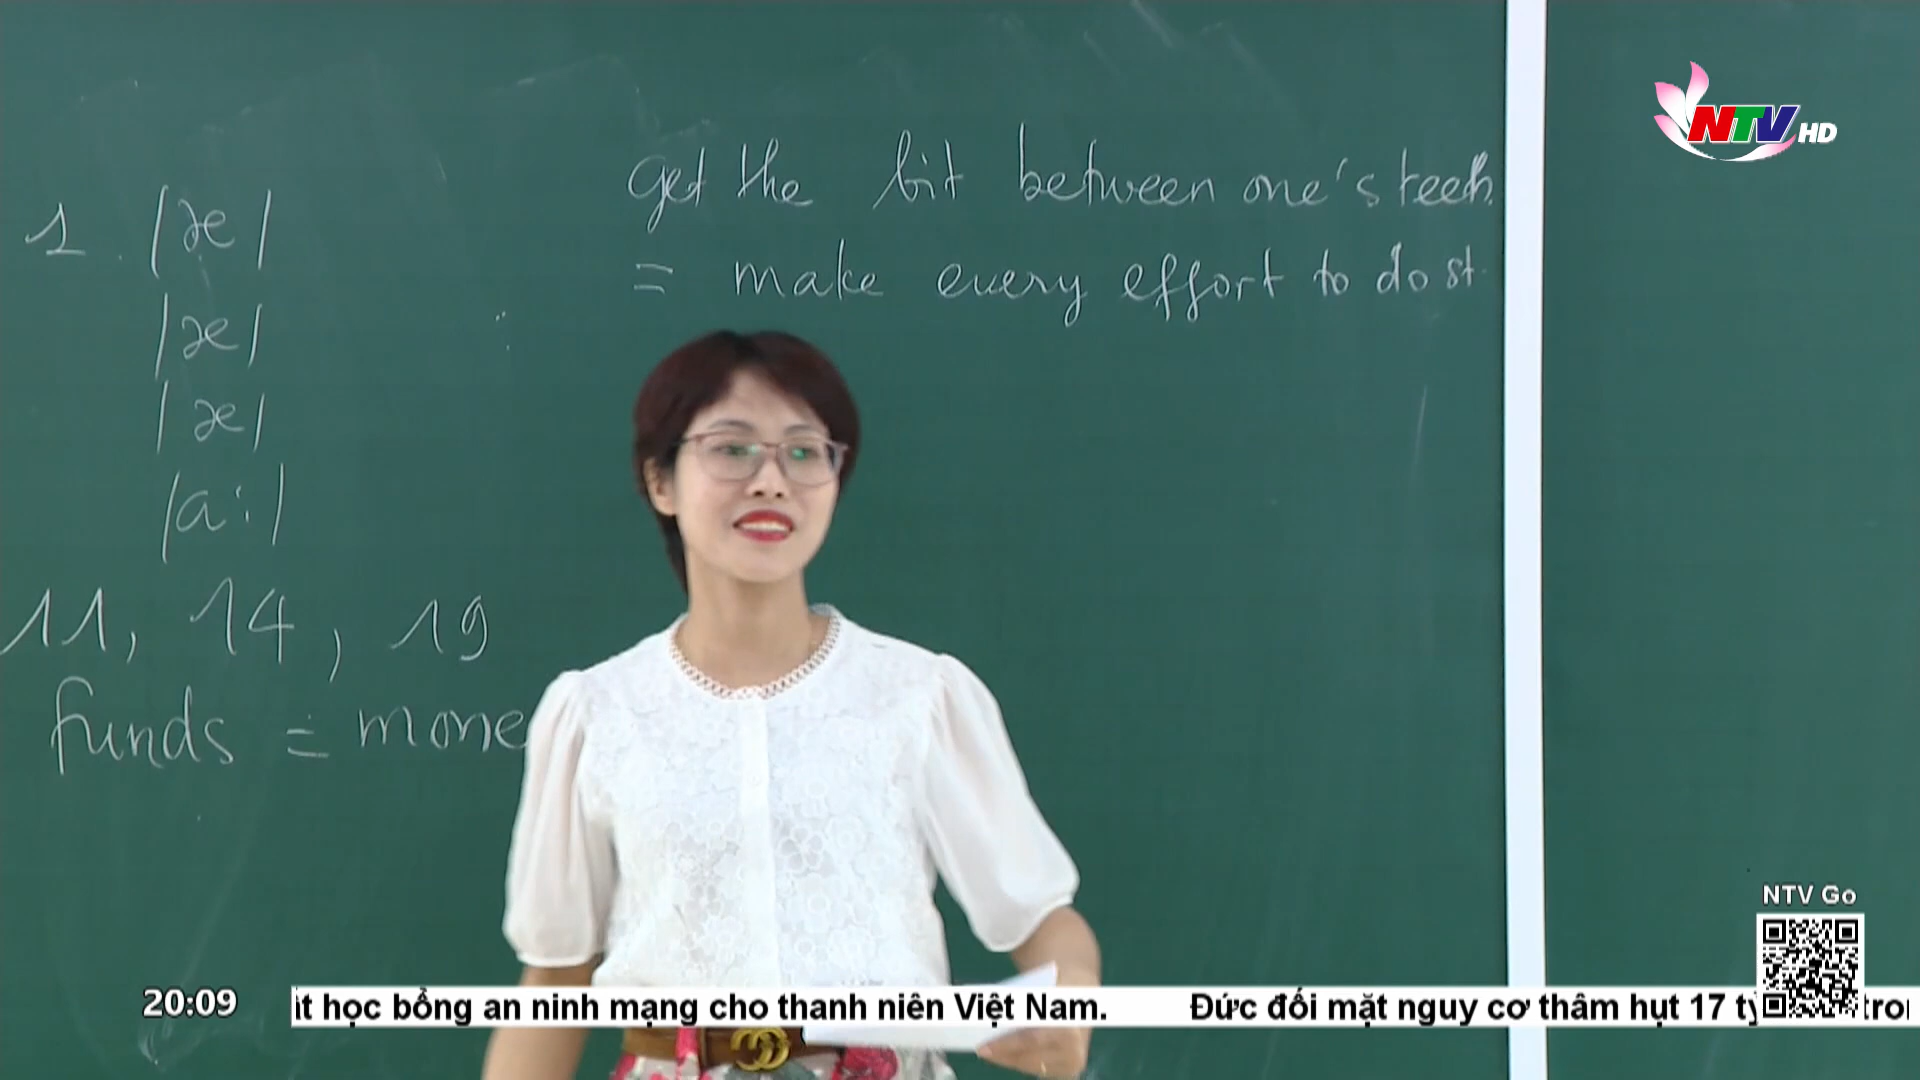 NTV HD
get the bit between one's teeth.
= make every effort to do st.
1. /æ/
/æ/
/æ/
/a:/
11, 14, 19
funds = mone
NTV Go
20:09
học bổng an ninh mạng cho thanh niên Việt Nam. Đức đối mặt nguy cơ thâm hụt 17